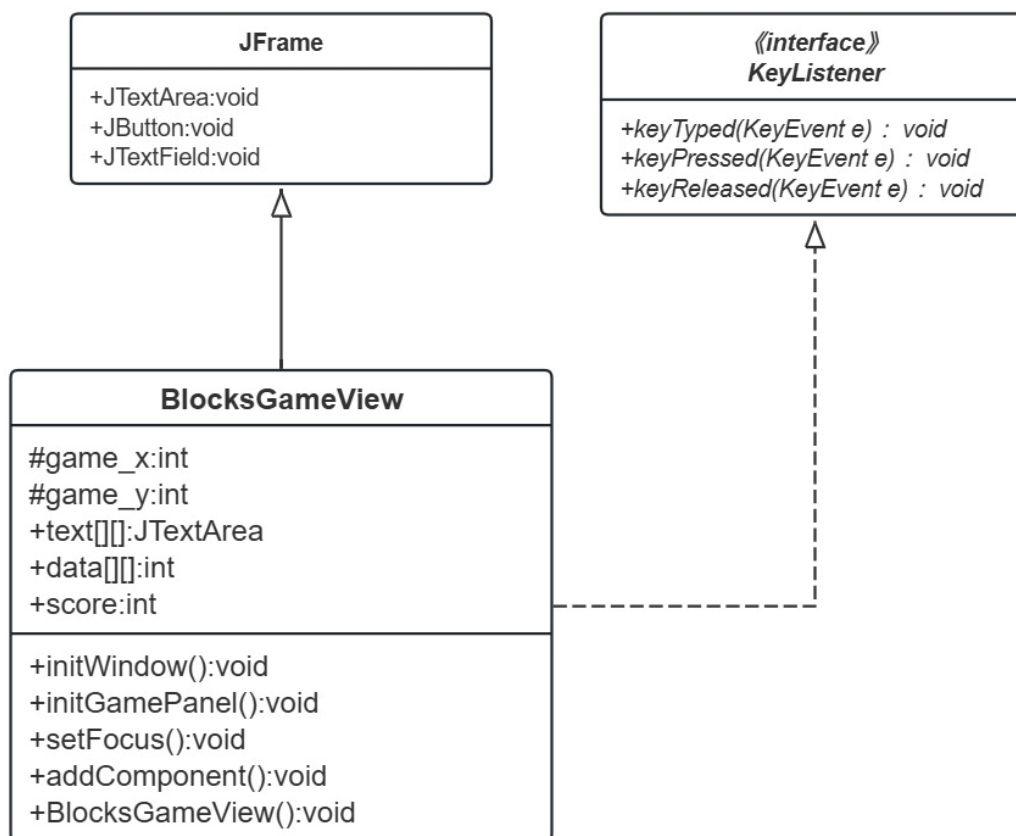 JFrame
+JTextArea:void
+JButton:void
+JTextField:void
《interface》
KeyListener
+keyTyped(KeyEvent e) : void
+keyPressed(KeyEvent e) : void
+keyReleased(KeyEvent e) : void
BlocksGameView
#game_x:int
#game_y:int
+text[][]:JTextArea
+data[][]:int
+score:int
+initWindow():void
+initGamePanel():void
+setFocus():void
+addComponent():void
+BlocksGameView():void